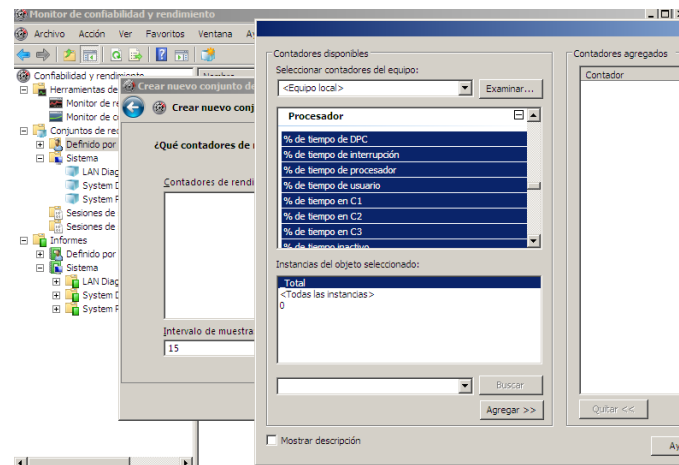 Monitor de confiabilidad y rendimiento
Archivo Acción Ver Favoritos Ventana
Confiabilidad y rendimiento
Nombre
Herramientas de
Monitor de
Monitor de
Conjuntos de
Definido por
Sistema
LAN Diag
System
System
Sesiones de
Sesiones de
Informes
Definido por
Sistema
LAN Diag
System
System
Crear nuevo conjunto de
Crear nuevo conj
¿Qué contadores de
Contadores de rendi
Intervalo de muestra
15
Contadores disponibles
Seleccionar contadores del equipo:
<Equipo local>
Examinar...
Procesador
% de tiempo de DPC
% de tiempo de interrupción
% de tiempo de procesador
% de tiempo de usuario
% de tiempo en C1
% de tiempo en C2
% de tiempo en C3
% de tiempo inactivo
Instancias del objeto seleccionado:
_Total
<Todas las instancias>
0
Buscar
Agregar >>
Mostrar descripción
Contadores agregados
Contador
Quitar <<
Ay